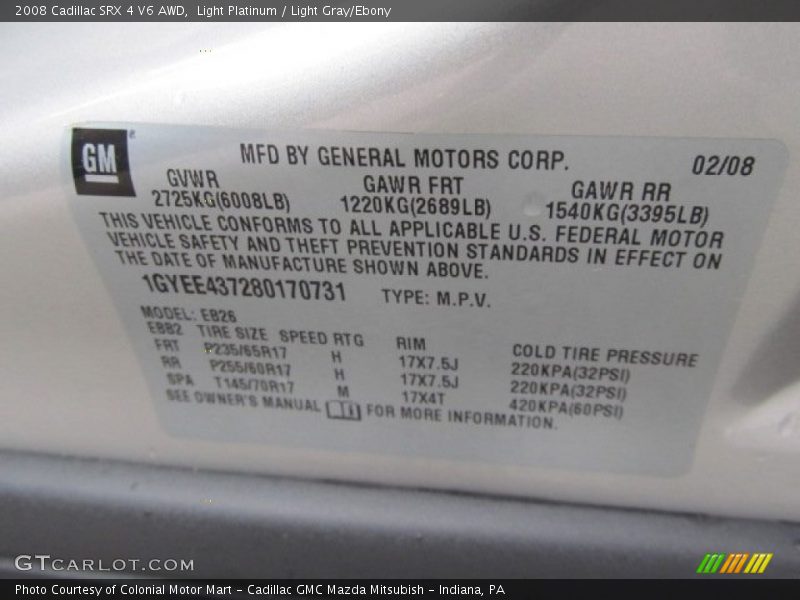 2008 Cadillac SRX 4 V6 AWD, Light Platinum / Light Gray/Ebony
GM
MFD BY GENERAL MOTORS CORP. 02/08
GVWR GAWR FRT GAWR RR
2725KG(6008LB) 1220KG(2689LB) 1540KG(3395LB)
THIS VEHICLE CONFORMS TO ALL APPLICABLE U.S. FEDERAL MOTOR
VEHICLE SAFETY AND THEFT PREVENTION STANDARDS IN EFFECT ON
THE DATE OF MANUFACTURE SHOWN ABOVE.
1GYEE437280170731 TYPE: M.P.V.
MODEL: EB26
EBB2 TIRE SIZE SPEED RTG RIM COLD TIRE PRESSURE
FRT P235/65R17 H 17X7.5J 220KPA(32PSI)
RR P255/60R17 H 17X7.5J 220KPA(32PSI)
SPA T145/70R17 M 17X4T 420KPA(60PSI)
SEE OWNER'S MANUAL FOR MORE INFORMATION.
GTCARLOT.COM
Photo Courtesy of Colonial Motor Mart - Cadillac GMC Mazda Mitsubish - Indiana, PA